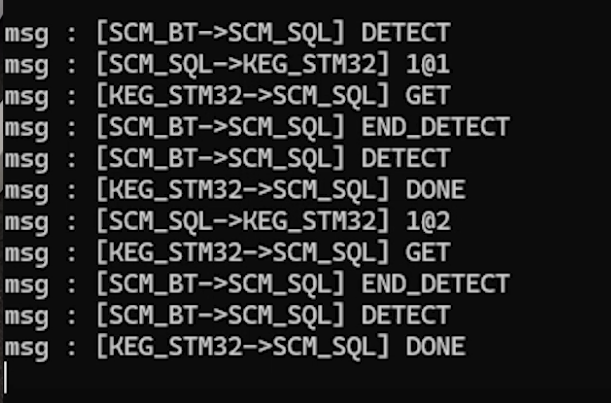 msg : [SCM_BT->SCM_SQL] DETECT
msg : [SCM_SQL->KEG_STM32] 1@1
msg : [KEG_STM32->SCM_SQL] GET
msg : [SCM_BT->SCM_SQL] END_DETECT
msg : [SCM_BT->SCM_SQL] DETECT
msg : [KEG_STM32->SCM_SQL] DONE
msg : [SCM_SQL->KEG_STM32] 1@2
msg : [KEG_STM32->SCM_SQL] GET
msg : [SCM_BT->SCM_SQL] END_DETECT
msg : [SCM_BT->SCM_SQL] DETECT
msg : [KEG_STM32->SCM_SQL] DONE